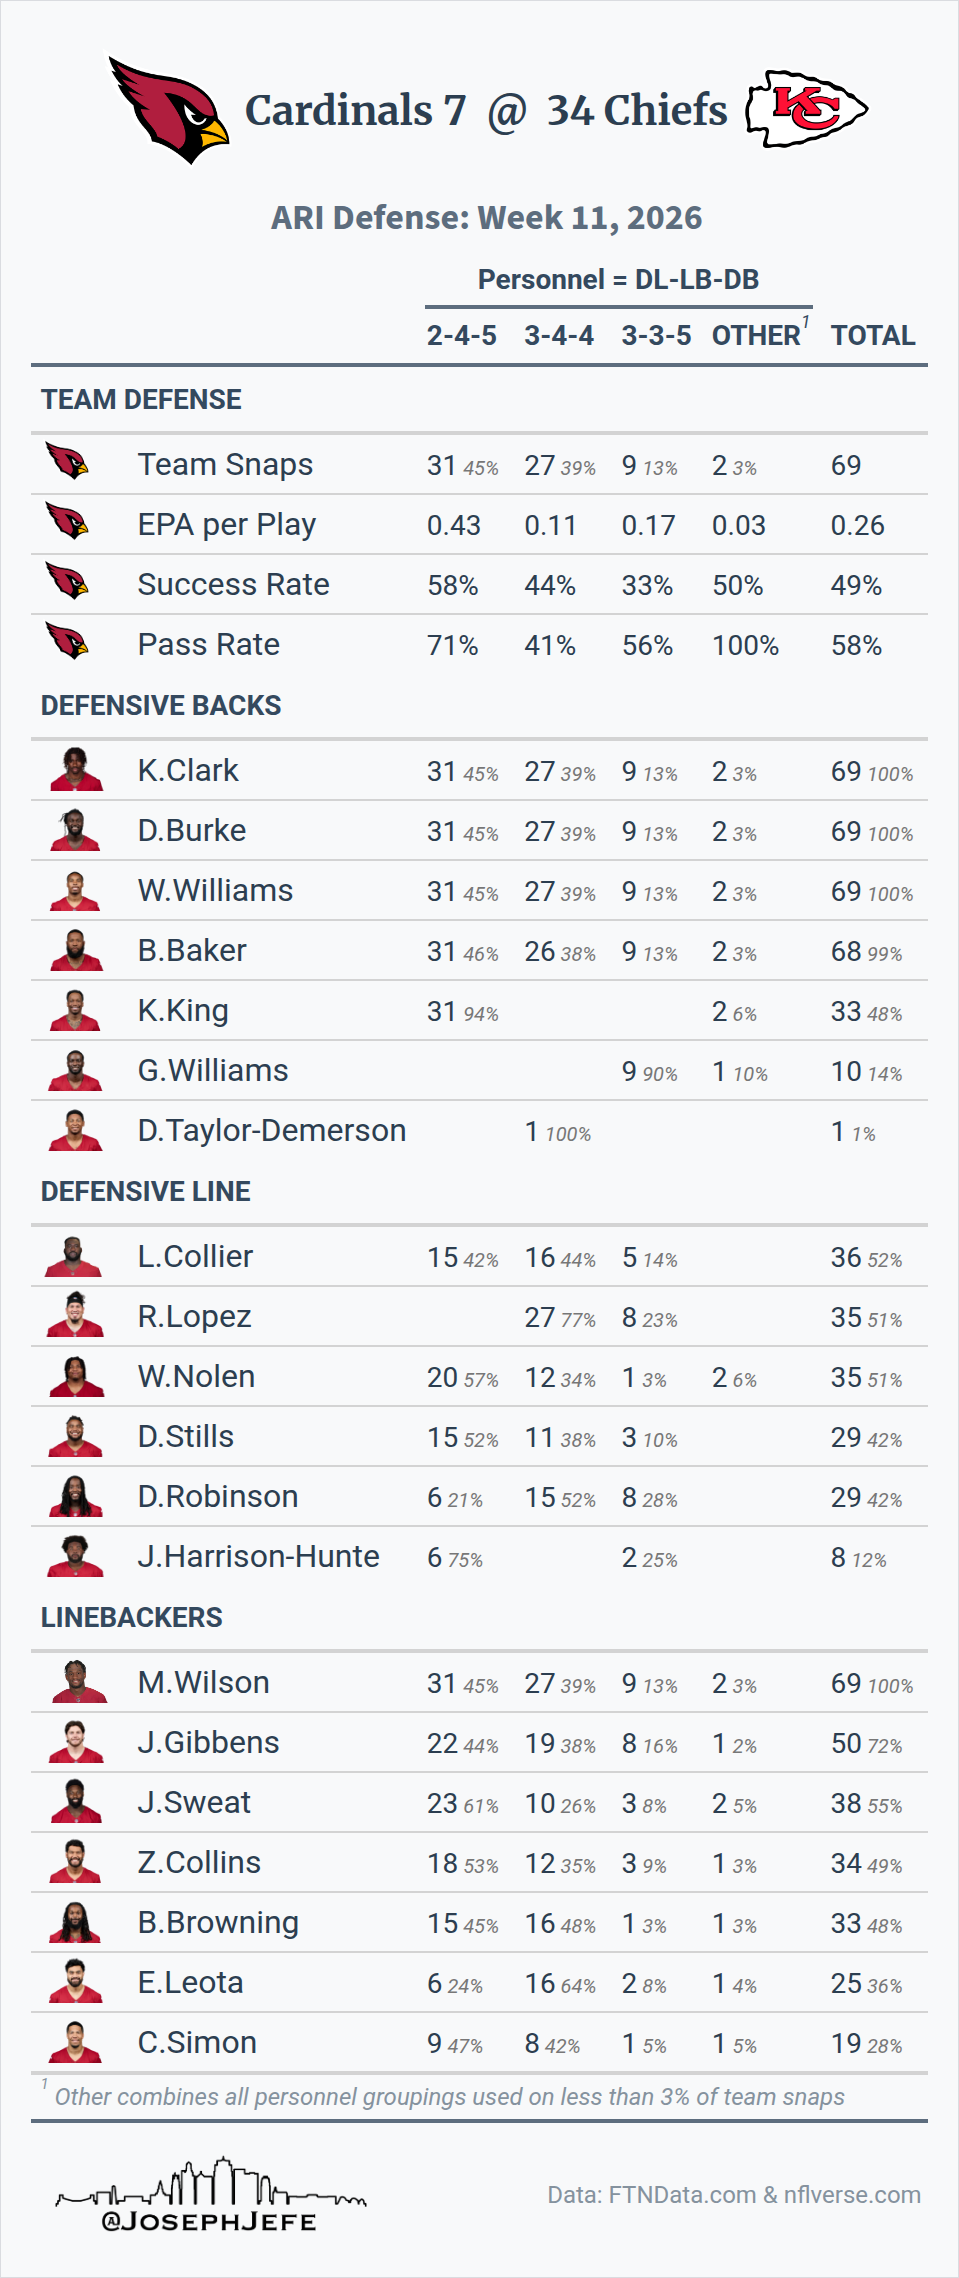 Cardinals 7 @ 34 Chiefs
KC
ARI Defense: Week 11, 2026
Personnel = DL-LB-DB
2-4-5 3-4-4 3-3-5 OTHER1 TOTAL
TEAM DEFENSE
Team Snaps 31 45% 27 39% 9 13% 2 3% 69
EPA per Play 0.43 0.11 0.17 0.03 0.26
Success Rate 58% 44% 33% 50% 49%
Pass Rate 71% 41% 56% 100% 58%
DEFENSIVE BACKS
K.Clark 31 45% 27 39% 9 13% 2 3% 69 100%
D.Burke 31 45% 27 39% 9 13% 2 3% 69 100%
W.Williams 31 45% 27 39% 9 13% 2 3% 69 100%
B.Baker 31 46% 26 38% 9 13% 2 3% 68 99%
K.King 31 94% 2 6% 33 48%
G.Williams 9 90% 1 10% 10 14%
D.Taylor-Demerson 1 100% 1 1%
DEFENSIVE LINE
L.Collier 15 42% 16 44% 5 14% 36 52%
R.Lopez 27 77% 8 23% 35 51%
W.Nolen 20 57% 12 34% 1 3% 2 6% 35 51%
D.Stills 15 52% 11 38% 3 10% 29 42%
D.Robinson 6 21% 15 52% 8 28% 29 42%
J.Harrison-Hunte 6 75% 2 25% 8 12%
LINEBACKERS
M.Wilson 31 45% 27 39% 9 13% 2 3% 69 100%
J.Gibbens 22 44% 19 38% 8 16% 1 2% 50 72%
J.Sweat 23 61% 10 26% 3 8% 2 5% 38 55%
Z.Collins 18 53% 12 35% 3 9% 1 3% 34 49%
B.Browning 15 45% 16 48% 1 3% 1 3% 33 48%
E.Leota 6 24% 16 64% 2 8% 1 4% 25 36%
C.Simon 9 47% 8 42% 1 5% 1 5% 19 28%
1 Other combines all personnel groupings used on less than 3% of team snaps
@JOSEPHJEFE
Data: FTNData.com & nflverse.com